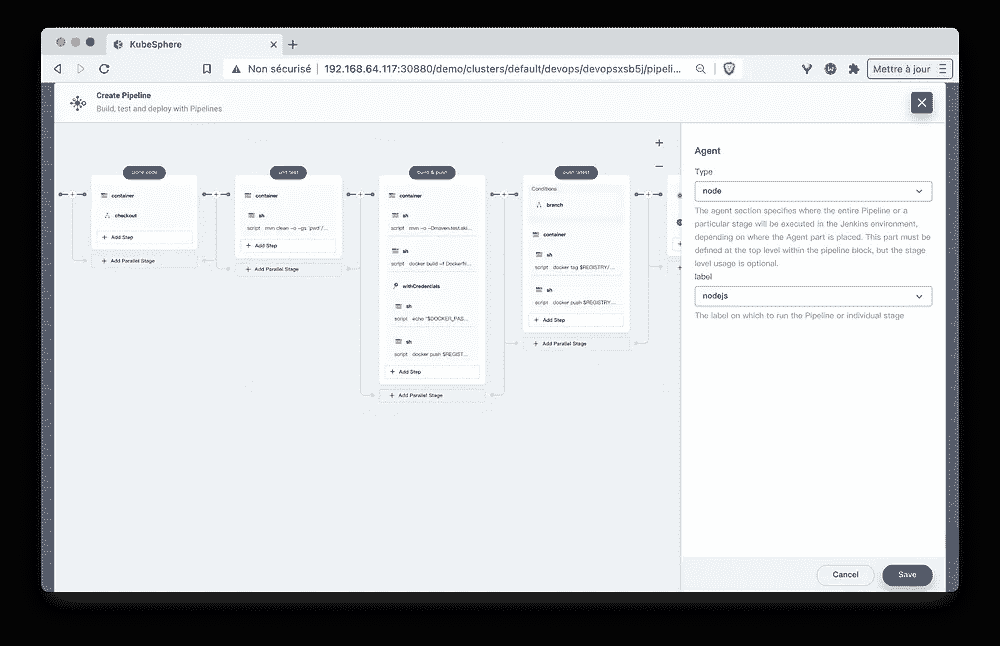 KubeSphere
Non sécurisé
192.168.64.117:30880/demo/clusters/default/devops/devopsxsb5j/pipeli...
Mettre à jour
Create Pipeline
Build, test and deploy with Pipelines
clone code
container
checkout
+ Add Step
+ Add Parallel Stage
unit test
container
sh
script mvn clean -o -gs `pwd`/...
+ Add Step
+ Add Parallel Stage
build & push
container
sh
script mvn -o -Dmaven.test.ski...
sh
script docker build -f Dockerfil...
withCredentials
sh
script echo "$DOCKER_PAS...
sh
script docker push $REGIST...
+ Add Step
+ Add Parallel Stage
push latest
Conditions
branch
container
sh
script docker tag $REGISTRY/...
sh
script docker push $REGISTRY...
+ Add Step
+ Add Parallel Stage
Agent
Type
node
The agent section specifies where the entire Pipeline or a
particular stage will be executed in the Jenkins environment,
depending on where the Agent part is placed. This part must be
defined at the top level within the pipeline block, but the stage
level usage is optional.
label
nodejs
The label on which to run the Pipeline or individual stage
Cancel
Save